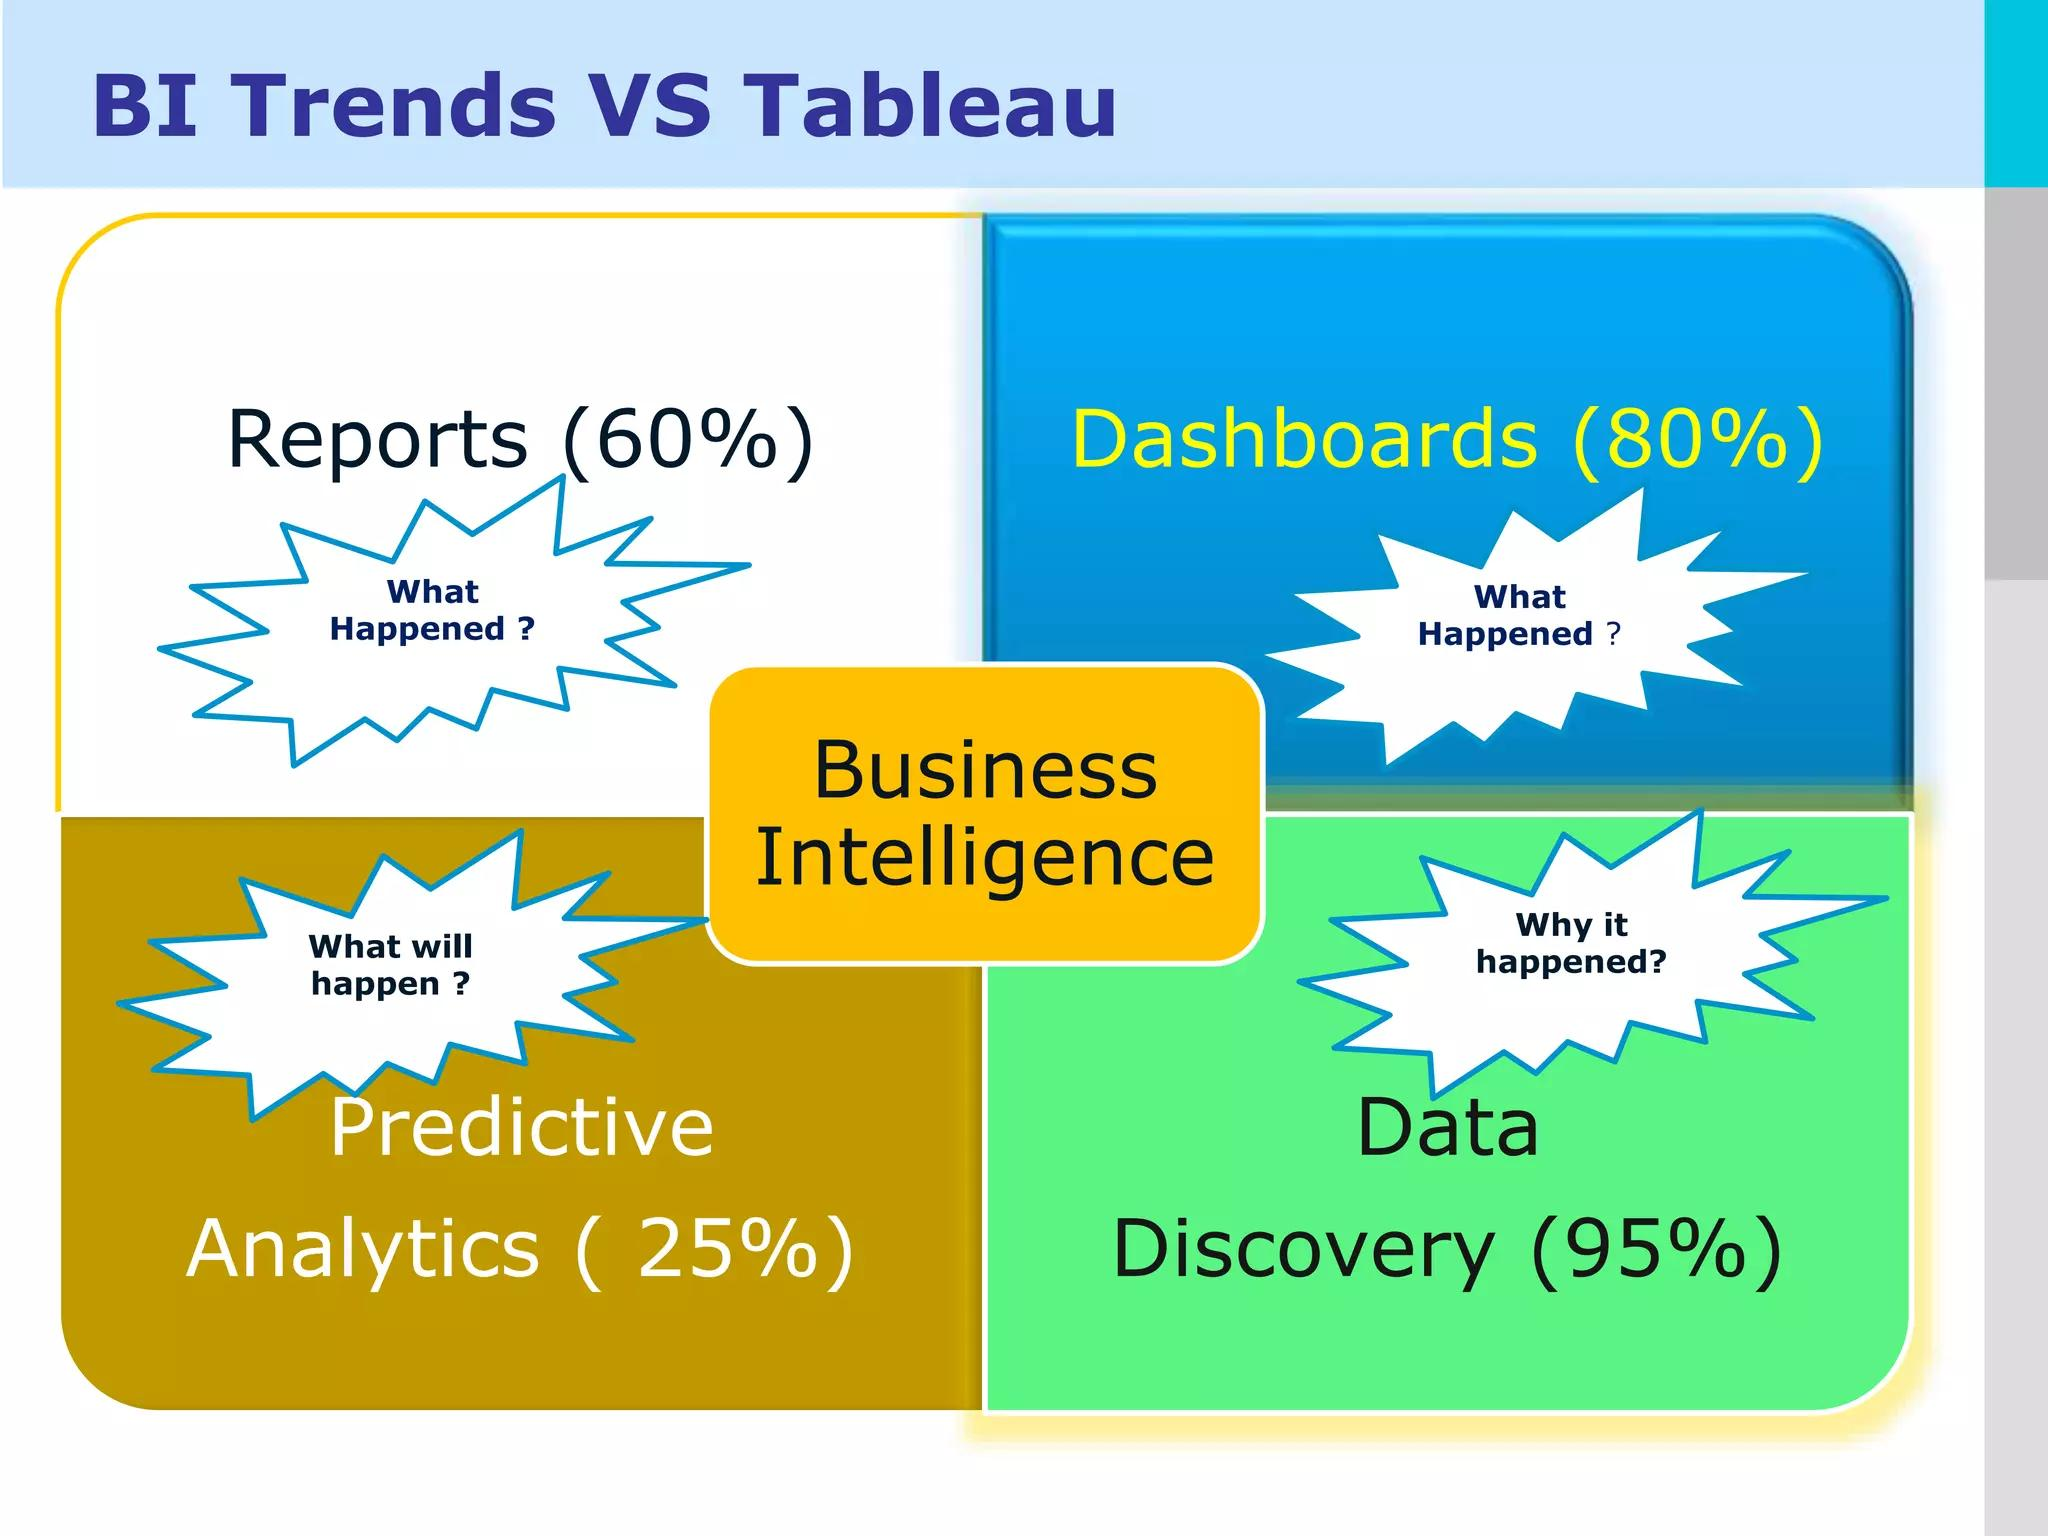 BI Trends VS Tableau
Reports (60%)
What
Happened ?
Dashboards (80%)
What
Happened ?
Business
Intelligence
What will
happen ?
Predictive
Analytics ( 25%)
Why it
happened?
Data
Discovery (95%)